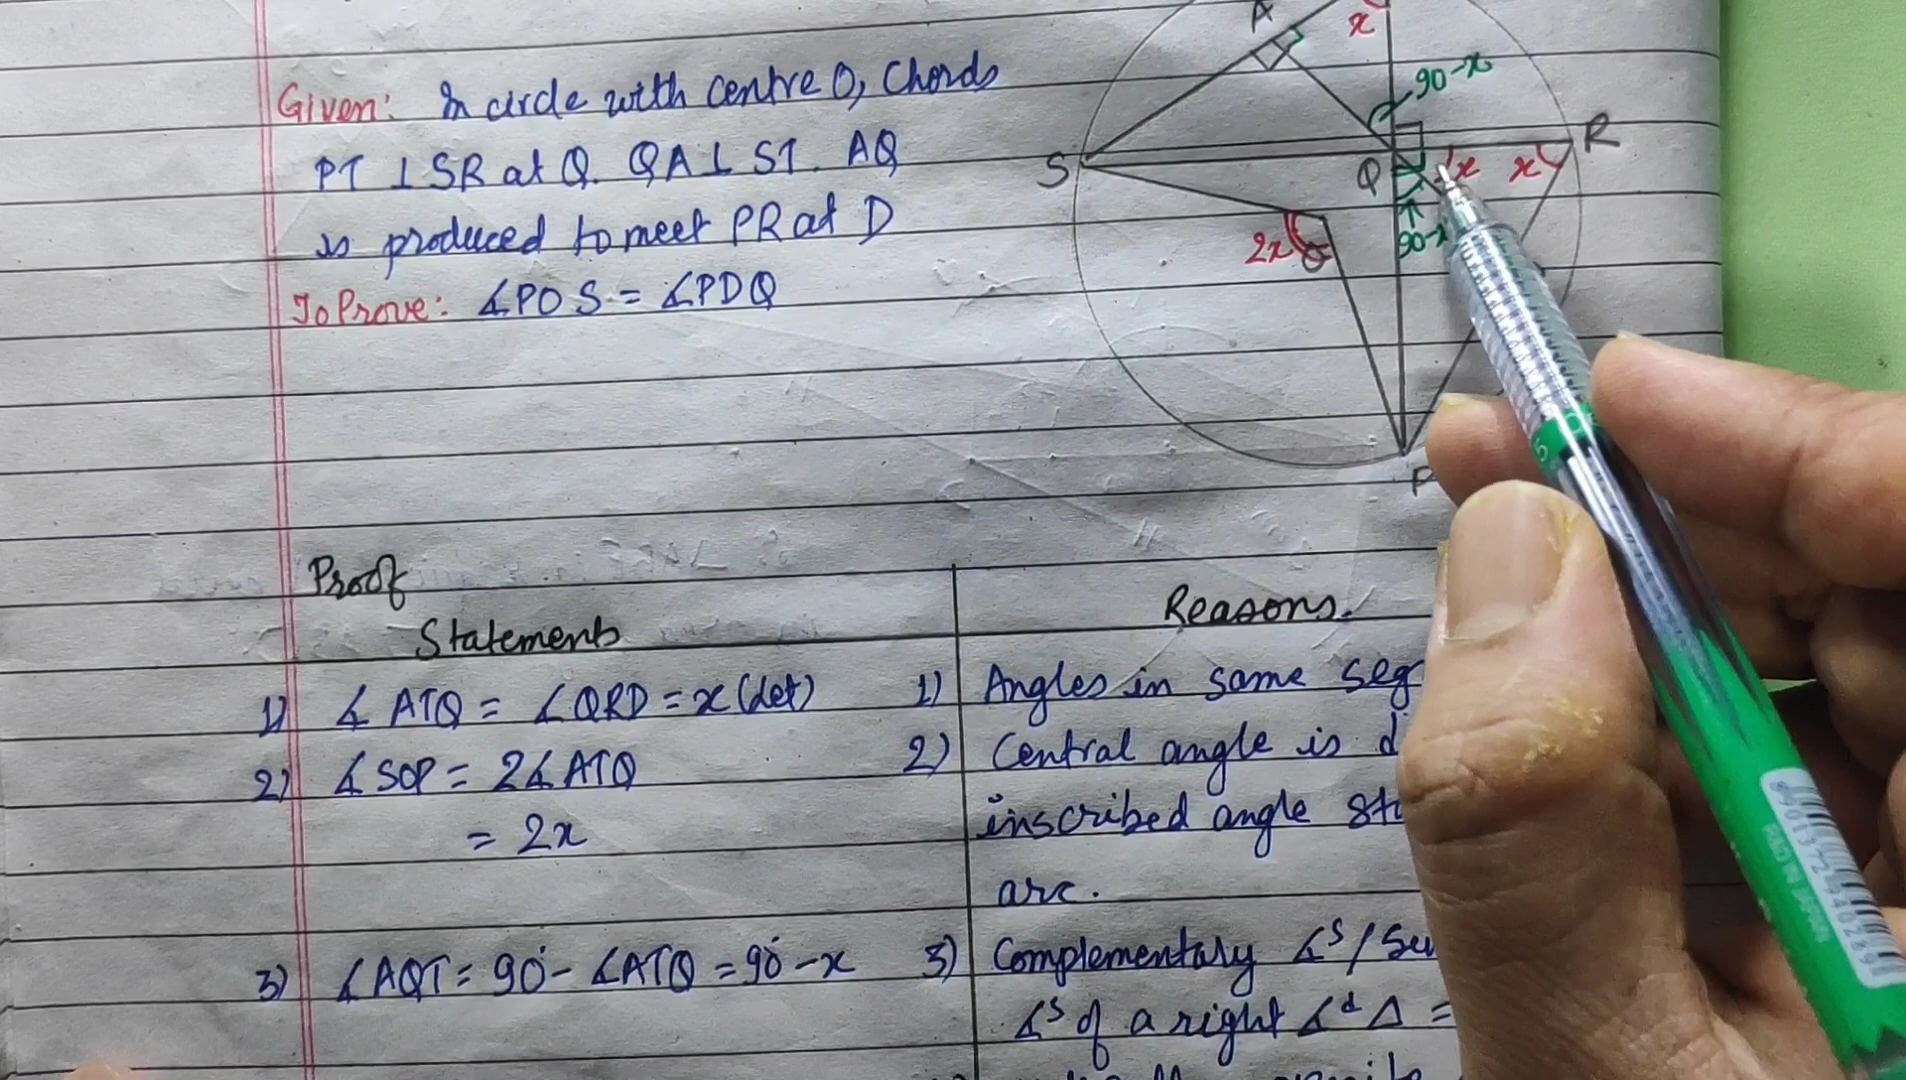 Given: In circle with centre O, Chords
PT ⊥ SR at Q. QA ⊥ ST. AQ
is produced to meet PR at D
To Prove: ∡POS = ∡PDQ
A
x
90-x
S
Q
R
x
x
2x
O
90-x
P
Proof
Statements
Reasons.
1) ∡ATQ = ∡QRD = x (let)
1) Angles in same seg
2) ∡SOP = 2∡ATQ
2) Central angle is d
= 2x
inscribed angle st
arc.
3) ∡AQT = 90° - ∡ATQ = 90° - x
3) Complementary ∡s /
∡s of a right ∡d Δ =